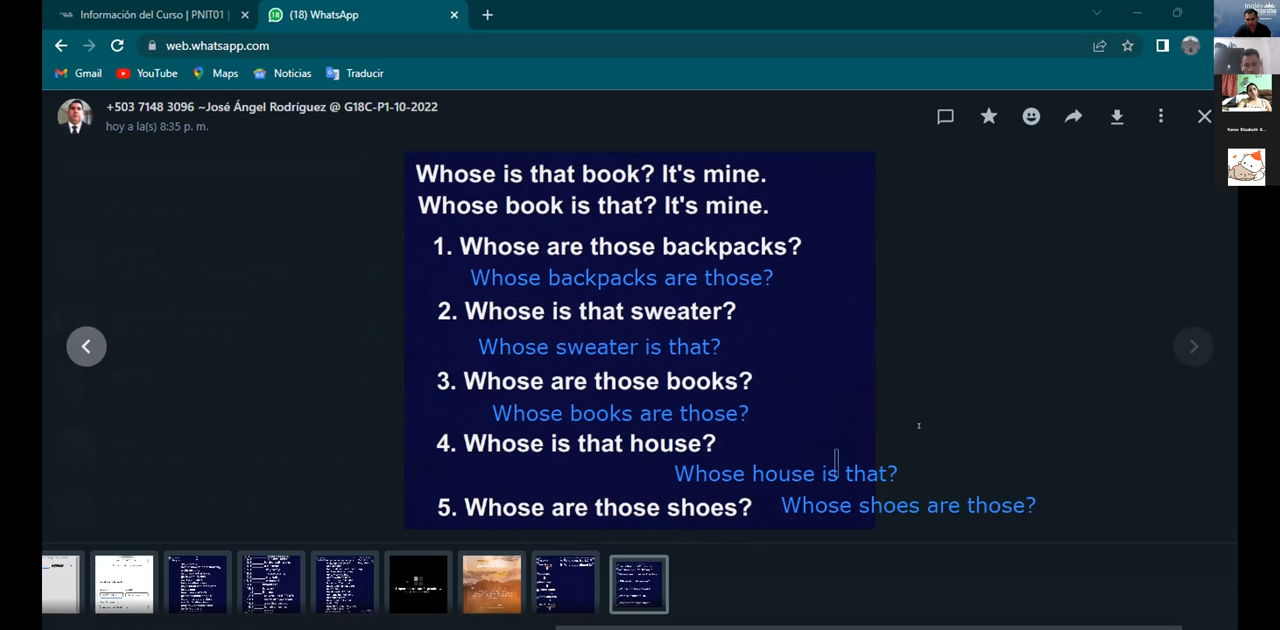 Información del Curso | PNIT01 |
(18) WhatsApp
web.whatsapp.com
Gmail
YouTube
Maps
Noticias
Traducir
+503 7148 3096 ~José Ángel Rodríguez @ G18C-P1-10-2022
hoy a la(s) 8:35 p. m.
Whose is that book? It's mine.
Whose book is that? It's mine.
1. Whose are those backpacks?
Whose backpacks are those?
2. Whose is that sweater?
Whose sweater is that?
3. Whose are those books?
Whose books are those?
4. Whose is that house?
Whose house is that?
5. Whose are those shoes?
Whose shoes are those?
Karen Elizabeth G...